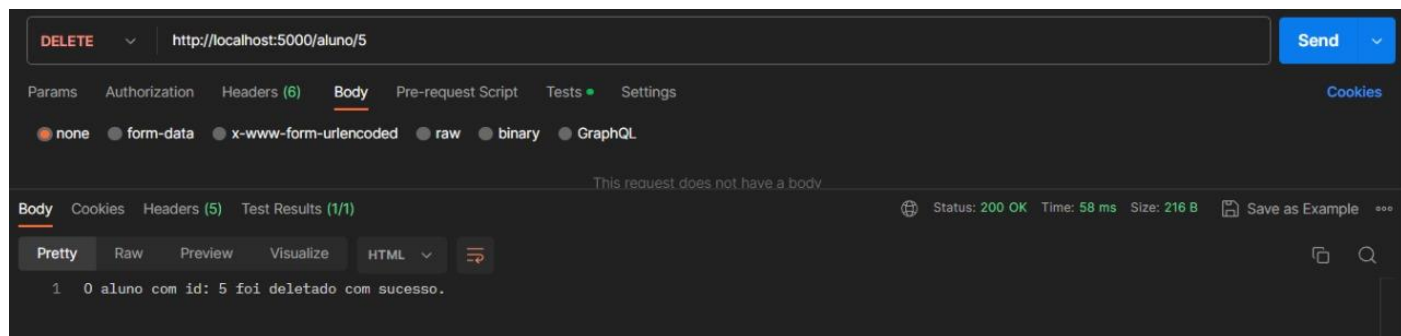 DELETE http://localhost:5000/aluno/5 Send
Params Authorization Headers (6) Body Pre-request Script Tests Settings Cookies
none form-data x-www-form-urlencoded raw binary GraphQL
This request does not have a body
Body Cookies Headers (5) Test Results (1/1) Status: 200 OK Time: 58 ms Size: 216 B Save as Example
Pretty Raw Preview Visualize HTML
1 O aluno com id: 5 foi deletado com sucesso.